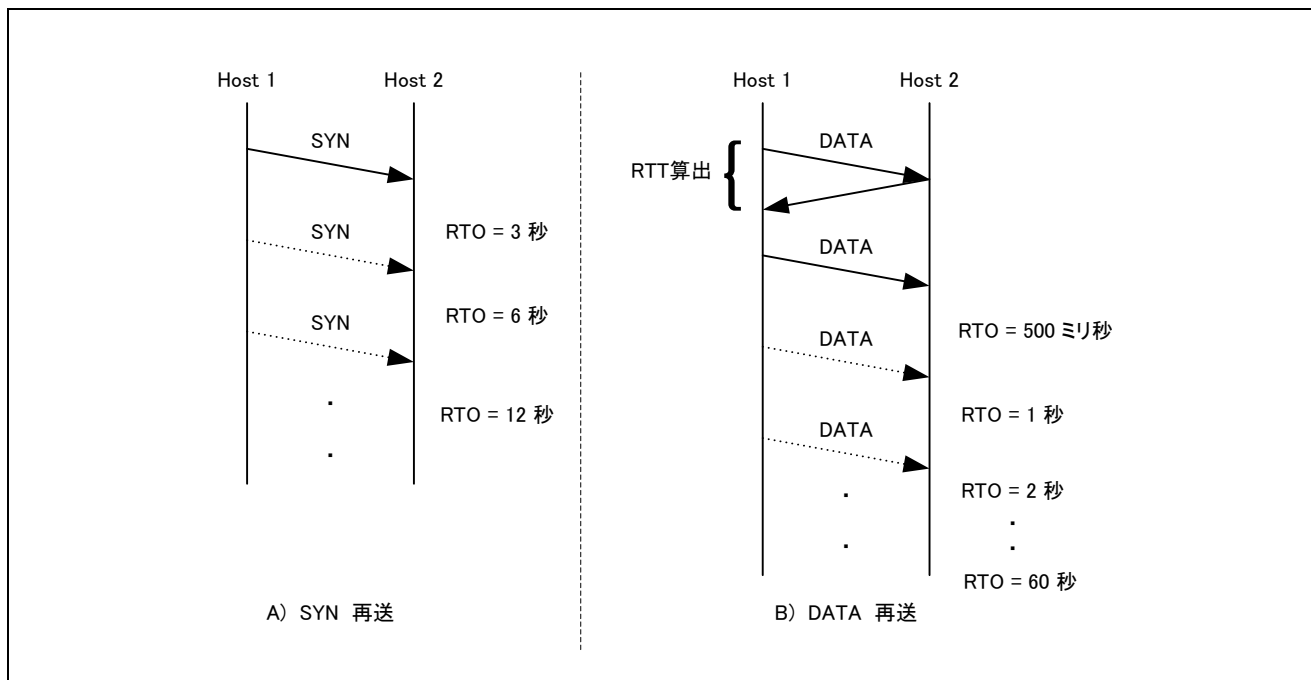 Host 1
Host 2
SYN
SYN
RTO = 3 秒
SYN
RTO = 6 秒
RTO = 12 秒
A) SYN 再送
Host 1
Host 2
DATA
RTT算出
DATA
RTO = 500 ミリ秒
DATA
RTO = 1 秒
DATA
RTO = 2 秒
RTO = 60 秒
B) DATA 再送